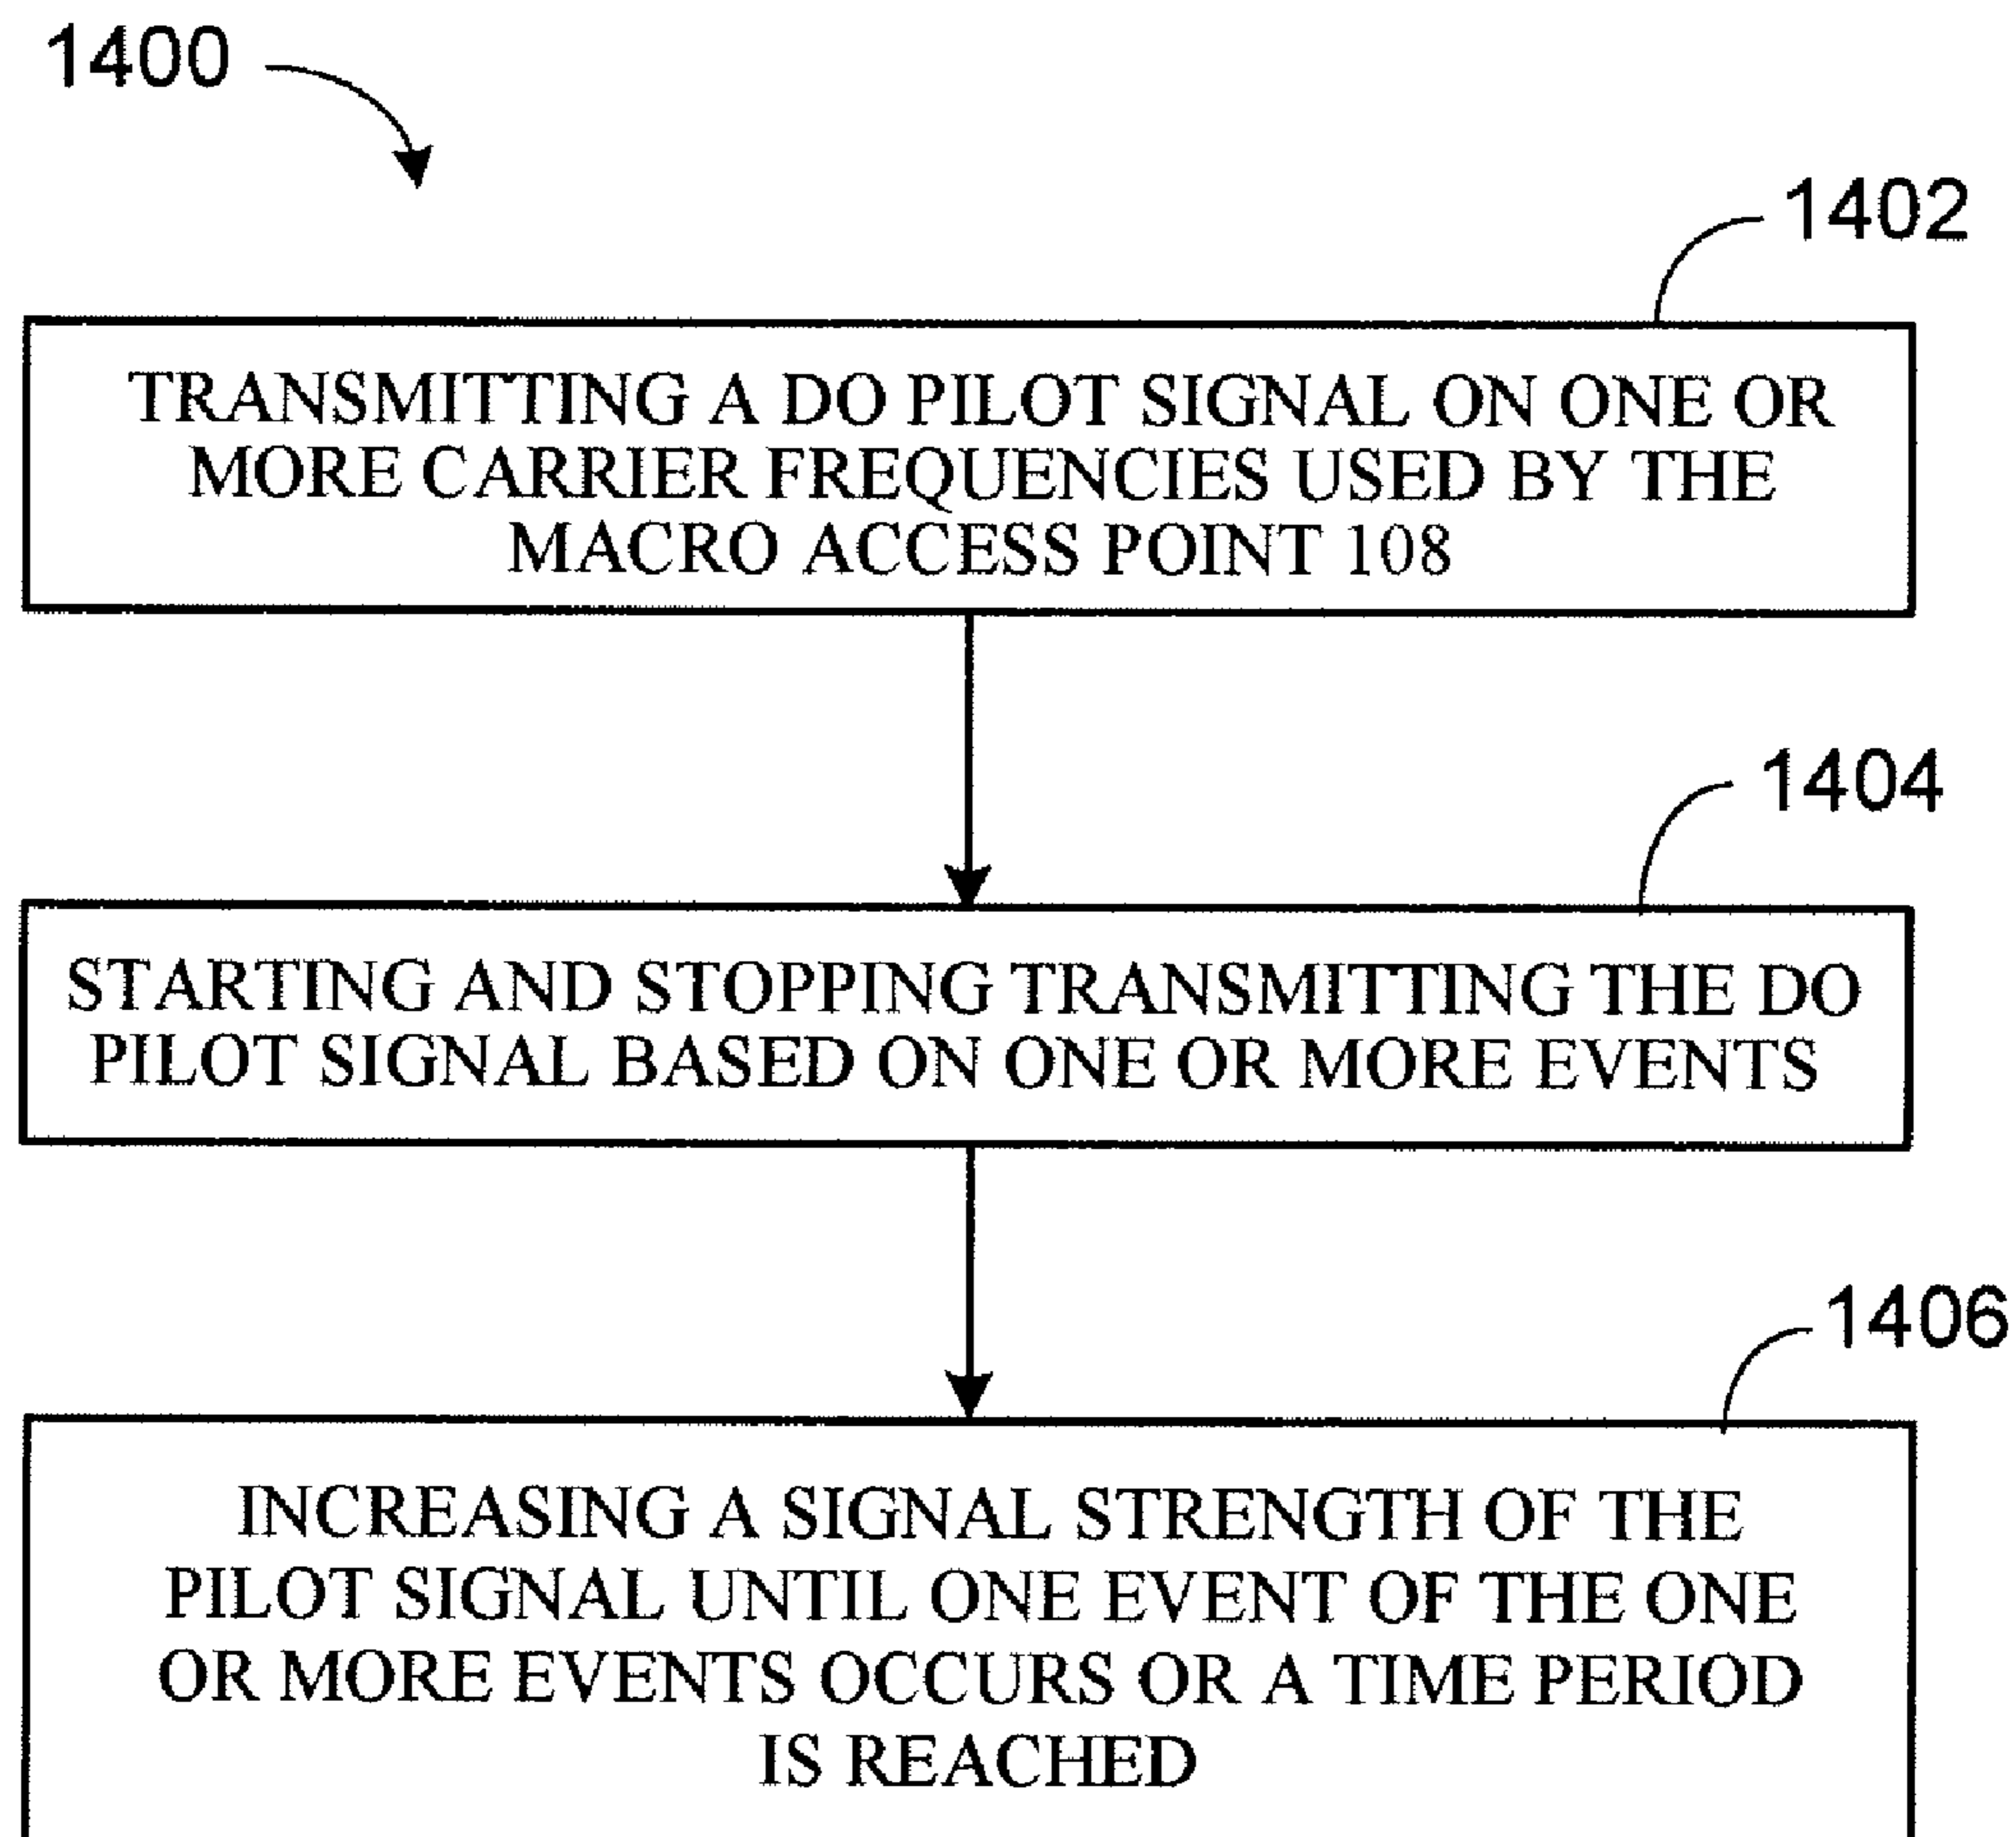 1400
1402
TRANSMITTING A DO PILOT SIGNAL ON ONE OR
MORE CARRIER FREQUENCIES USED BY THE
MACRO ACCESS POINT 108
1404
STARTING AND STOPPING TRANSMITTING THE DO
PILOT SIGNAL BASED ON ONE OR MORE EVENTS
1406
INCREASING A SIGNAL STRENGTH OF THE
PILOT SIGNAL UNTIL ONE EVENT OF THE ONE
OR MORE EVENTS OCCURS OR A TIME PERIOD
IS REACHED